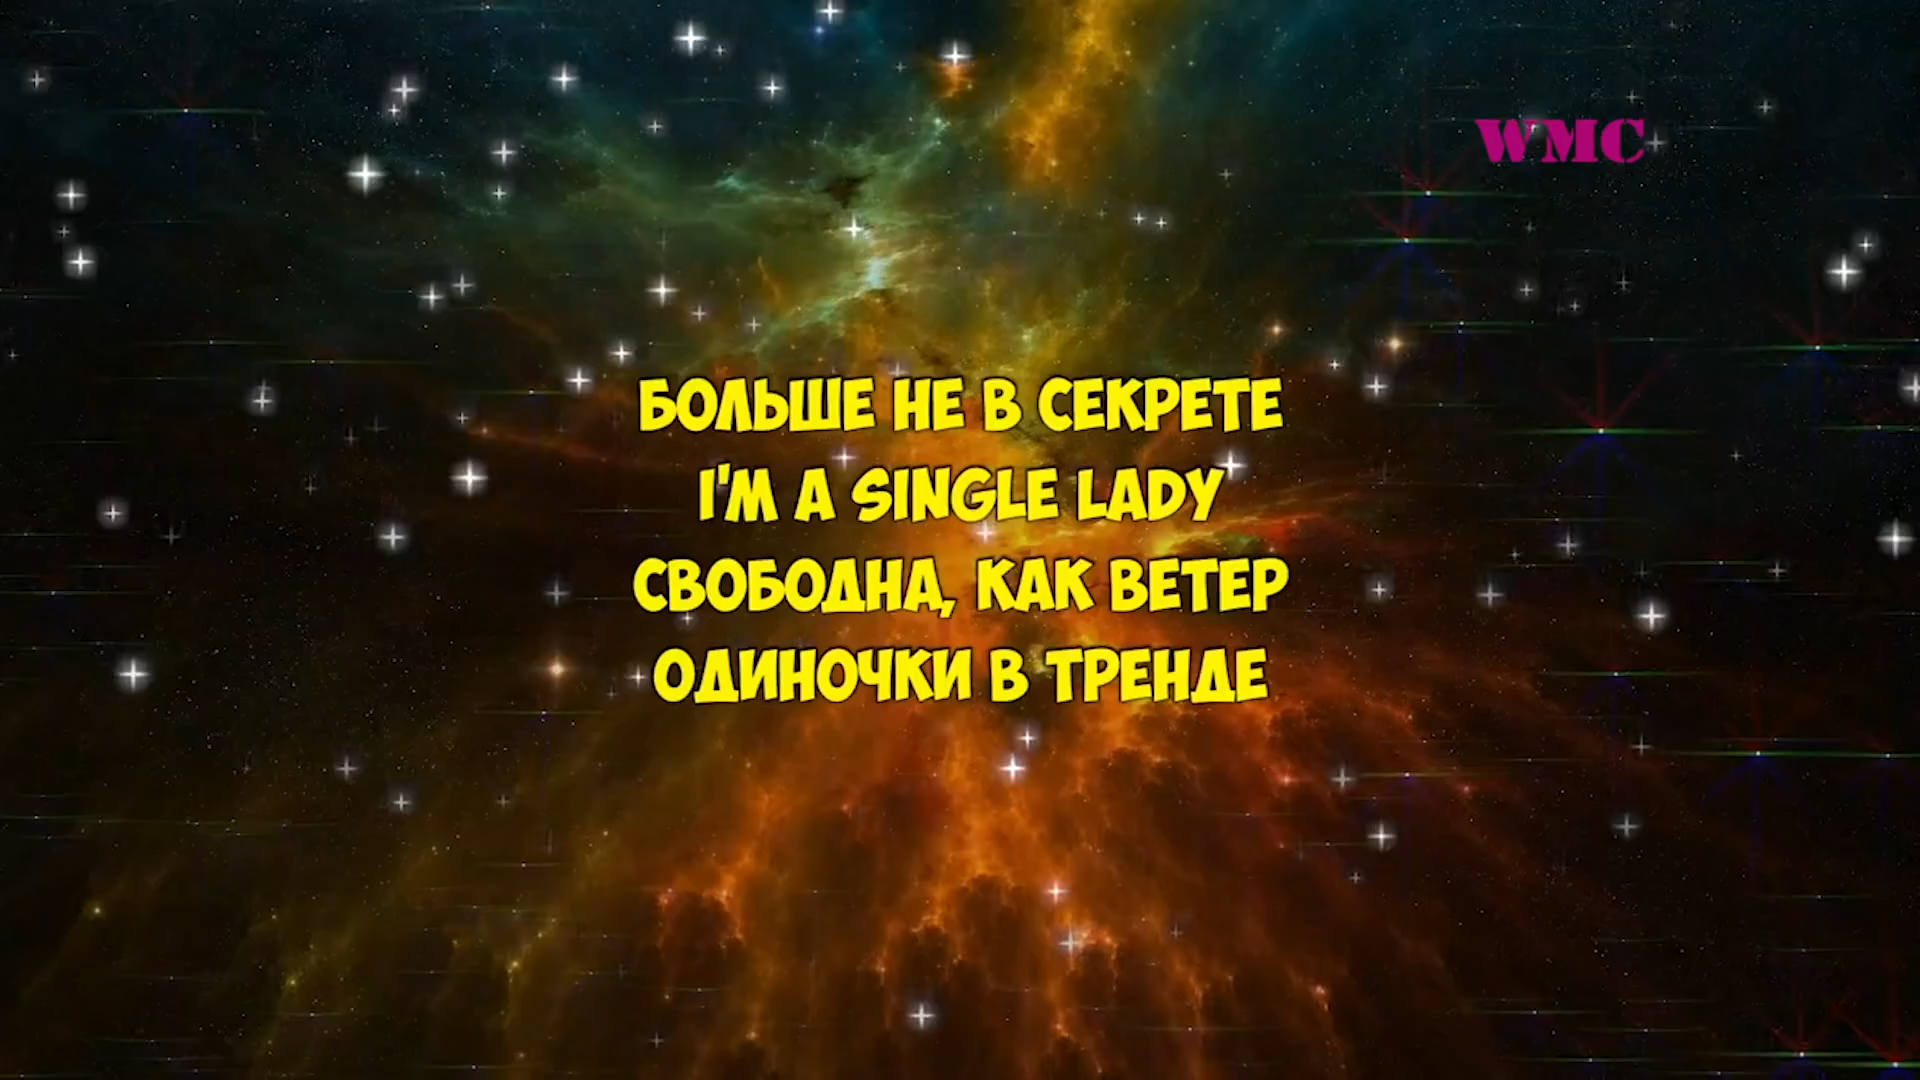 WMC
БОЛЬШЕ НЕ В СЕКРЕТЕ
I'M A SINGLE LADY
СВОБОДНА, КАК ВЕТЕР
ОДИНОЧКИ В ТРЕНДЕ